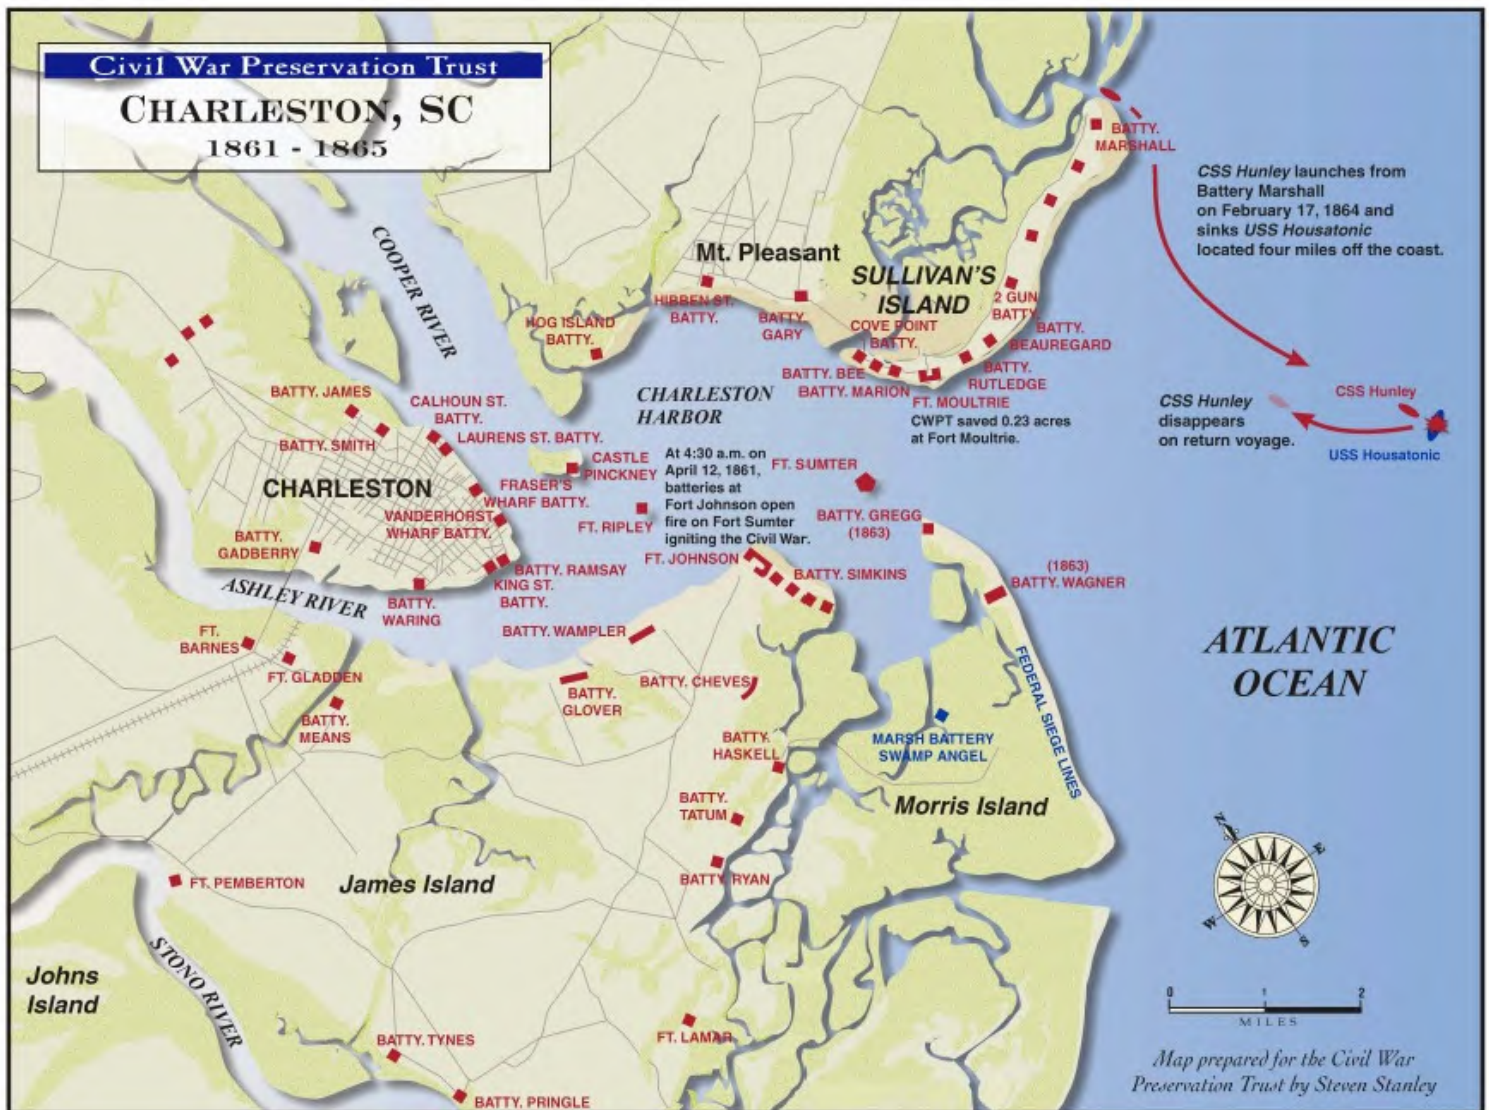 Civil War Preservation Trust
CHARLESTON, SC
1861 - 1865
BATTY.
MARSHALL
CSS Hunley launches from
Battery Marshall
on February 17, 1864 and
sinks USS Housatonic
located four miles off the coast.
COOPER RIVER
Mt. Pleasant
SULLIVAN'S
ISLAND
HIBBEN ST.
BATTY.
BATTY.
GARY
2 GUN
BATTY.
HOG ISLAND
BATTY.
COVE POINT
BATTY.
BATTY.
BEAUREGARD
BATTY. BEE
BATTY. MARION
BATTY.
RUTLEDGE
FT. MOULTRIE
CWPT saved 0.23 acres
at Fort Moultrie.
CHARLESTON
HARBOR
CSS Hunley
disappears
on return voyage.
CSS Hunley
USS Housatonic
BATTY. JAMES
CALHOUN ST.
BATTY.
BATTY. SMITH
LAURENS ST. BATTY.
CASTLE
PINCKNEY
At 4:30 a.m. on
April 12, 1861,
batteries at
Fort Johnson open
fire on Fort Sumter
igniting the Civil War.
FT. SUMTER
CHARLESTON
FRASER'S
WHARF BATTY.
VANDERHORST
WHARF BATTY.
FT. RIPLEY
BATTY. GREGG
(1863)
BATTY.
GADBERRY
FT. JOHNSON
BATTY. SIMKINS
(1863)
BATTY. WAGNER
BATTY. RAMSAY
KING ST.
BATTY.
ASHLEY RIVER
BATTY.
WARING
FT.
BARNES
BATTY. WAMPLER
ATLANTIC
OCEAN
FT. GLADDEN
BATTY.
MEANS
BATTY.
GLOVER
BATTY. CHEVES
FEDERAL SIEGE LINES
BATTY.
HASKELL
MARSH BATTERY
SWAMP ANGEL
BATTY.
TATUM
Morris Island
BATTY. RYAN
FT. PEMBERTON
James Island
N
E
W
S
STONO RIVER
Johns
Island
0 1 2
MILES
BATTY. TYNES
FT. LAMAR
BATTY. PRINGLE
Map prepared for the Civil War
Preservation Trust by Steven Stanley